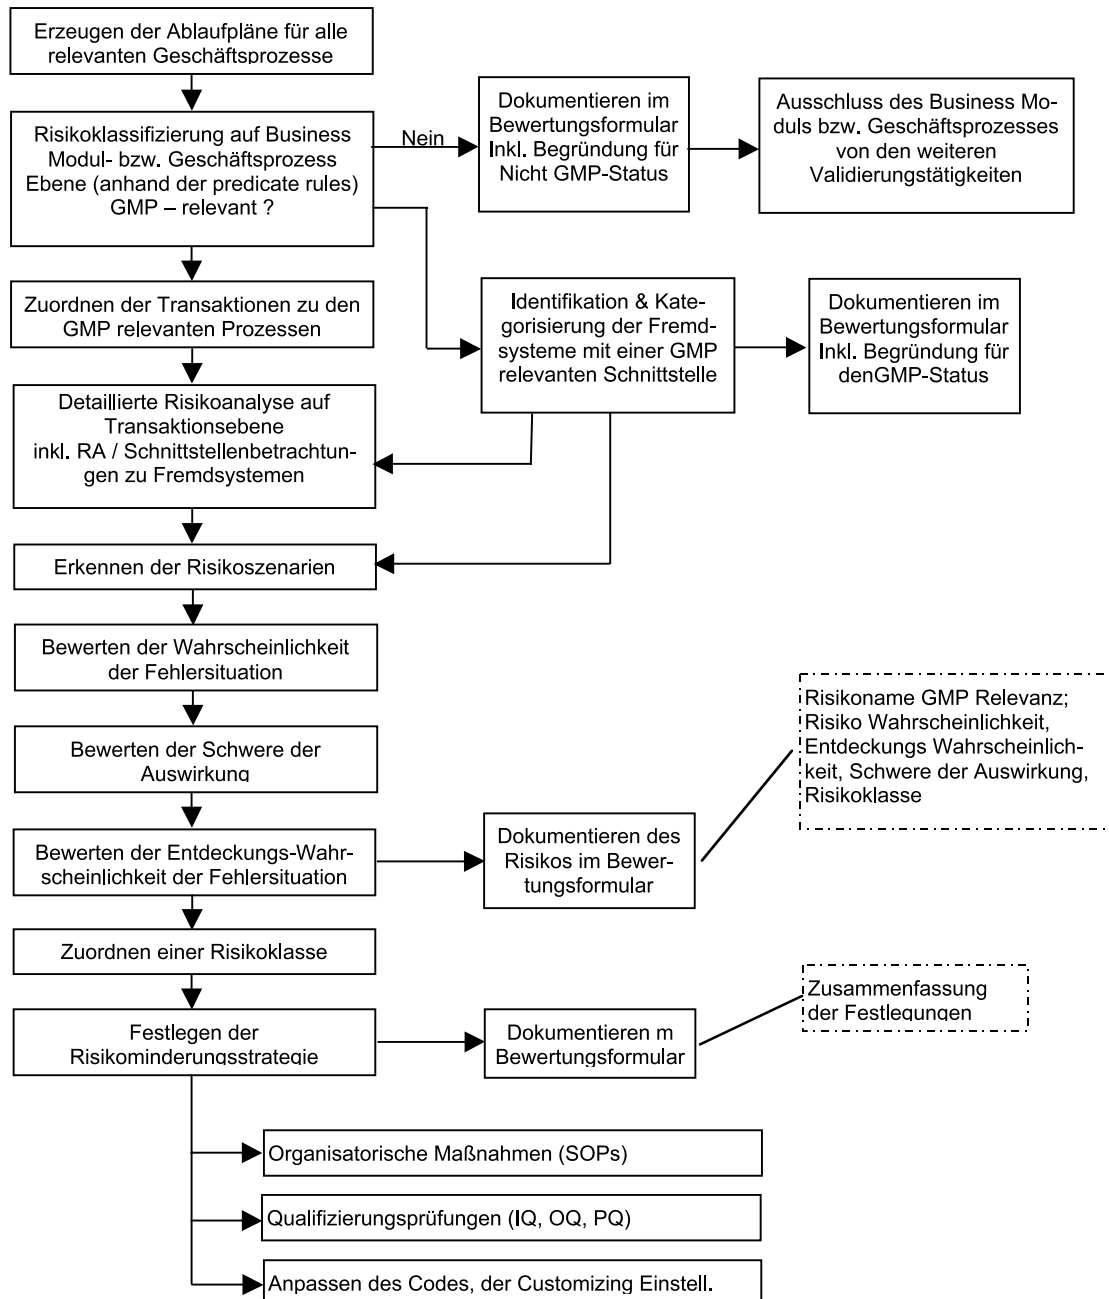 Erzeugen der Ablaufpläne für alle
relevanten Geschäftsprozesse
Risikoklassifizierung auf Business
Modul- bzw. Geschäftsprozess
Ebene (anhand der predicate rules)
GMP – relevant ?
Nein
Dokumentieren im
Bewertungsformular
Inkl. Begründung für
Nicht GMP-Status
Ausschluss des Business Mo-
duls bzw. Geschäftsprozesses
von den weiteren
Validierungstätigkeiten
Zuordnen der Transaktionen zu den
GMP relevanten Prozessen
Identifikation & Kate-
gorisierung der Fremd-
systeme mit einer GMP
relevanten Schnittstelle
Dokumentieren im
Bewertungsformular
Inkl. Begründung für
denGMP-Status
Detaillierte Risikoanalyse auf
Transaktionsebene
inkl. RA / Schnittstellenbetrachtun-
gen zu Fremdsystemen
Erkennen der Risikoszenarien
Bewerten der Wahrscheinlichkeit
der Fehlersituation
Bewerten der Schwere der
Auswirkung
Risikoname GMP Relevanz;
Risiko Wahrscheinlichkeit,
Entdeckungs Wahrscheinlich-
keit, Schwere der Auswirkung,
Risikoklasse
Bewerten der Entdeckungs-Wahr-
scheinlichkeit der Fehlersituation
Dokumentieren des
Risikos im Bewer-
tungsformular
Zuordnen einer Risikoklasse
Festlegen der
Risikominderungsstrategie
Dokumentieren m
Bewertungsformular
Zusammenfassung
der Festlegungen
Organisatorische Maßnahmen (SOPs)
Qualifizierungsprüfungen (IQ, OQ, PQ)
Anpassen des Codes, der Customizing Einstell.